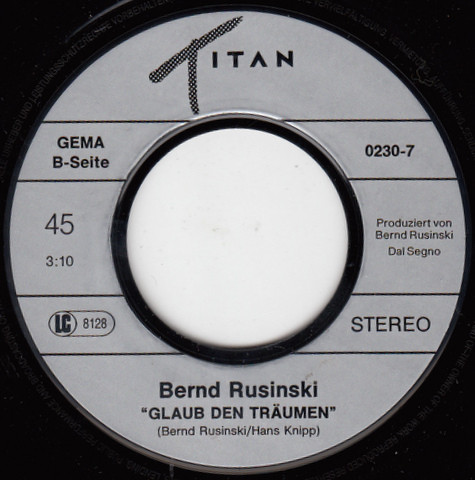 TITAN
GEMA
B-Seite
0230-7
45
3:10
Produziert von
Bernd Rusinski
Dal Segno
LC 8128
STEREO
Bernd Rusinski
"GLAUB DEN TRÄUMEN"
(Bernd Rusinski/Hans Knipp)